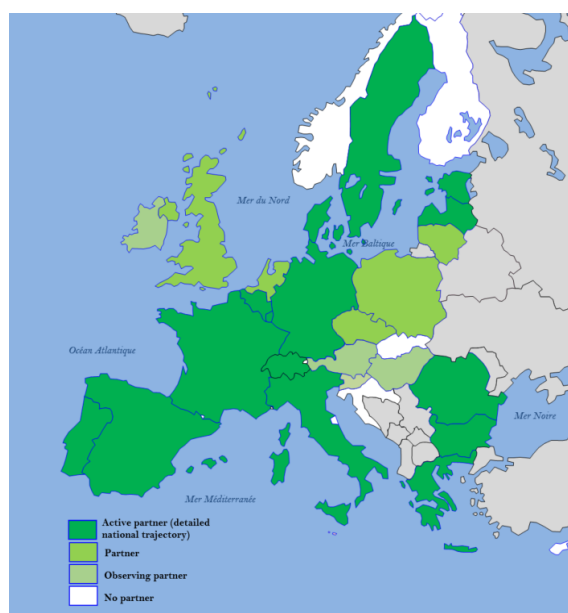 Mer du Nord
Mer Baltique
Océan Atlantique
Mer Noire
Mer Méditerranée
Active partner (detailed
national trajectory)
Partner
Observing partner
No partner